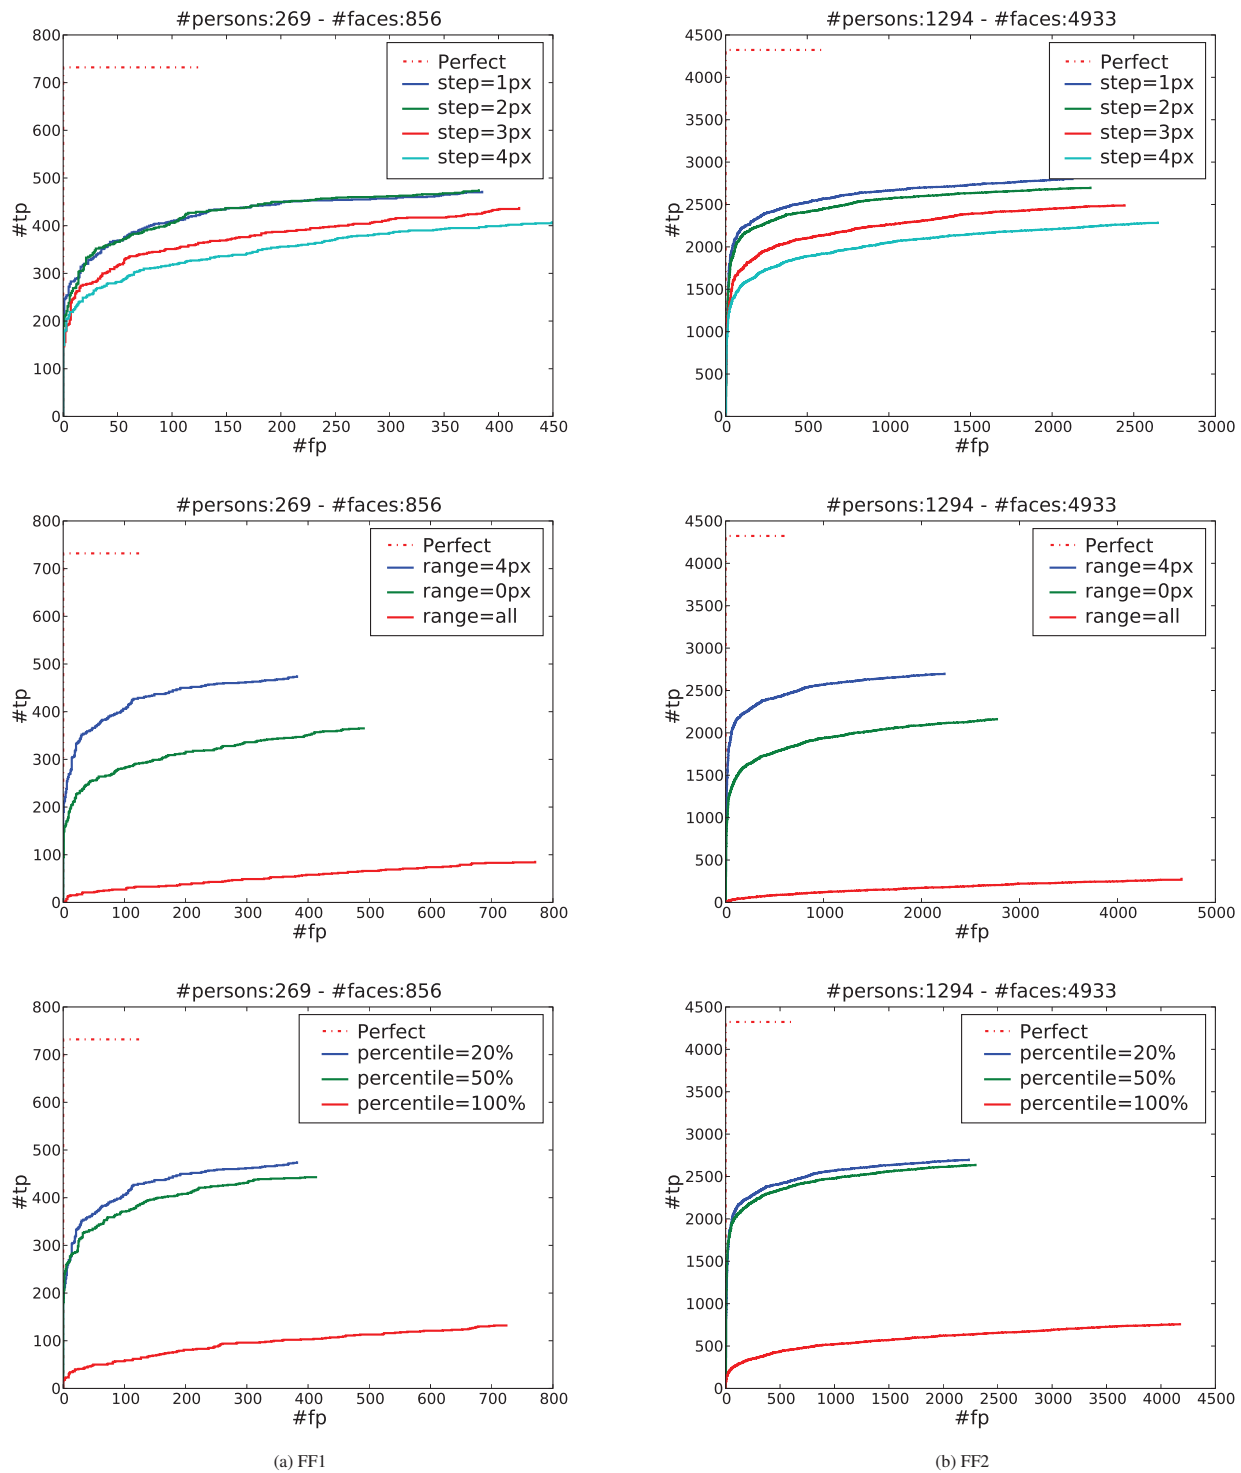 #persons:269 - #faces:856
800
700
600
500
400
300
200
100
0
#tp
Perfect
step=1px
step=2px
step=3px
step=4px
0 50 100 150 200 250 300 350 400 450
#fp
#persons:1294 - #faces:4933
4500
4000
3500
3000
2500
2000
1500
1000
500
0
#tp
Perfect
step=1px
step=2px
step=3px
step=4px
0 500 1000 1500 2000 2500 3000
#fp
#persons:269 - #faces:856
800
700
600
500
400
300
200
100
0
#tp
Perfect
range=4px
range=0px
range=all
0 100 200 300 400 500 600 700 800
#fp
#persons:1294 - #faces:4933
4500
4000
3500
3000
2500
2000
1500
1000
500
0
#tp
Perfect
range=4px
range=0px
range=all
0 1000 2000 3000 4000 5000
#fp
#persons:269 - #faces:856
800
700
600
500
400
300
200
100
0
#tp
Perfect
percentile=20%
percentile=50%
percentile=100%
0 100 200 300 400 500 600 700 800
#fp
#persons:1294 - #faces:4933
4500
4000
3500
3000
2500
2000
1500
1000
500
0
#tp
Perfect
percentile=20%
percentile=50%
percentile=100%
0 500 1000 1500 2000 2500 3000 3500 4000 4500
#fp
(a) FF1
(b) FF2